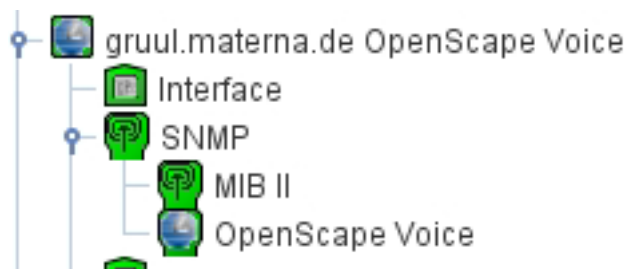 gruul.materna.de OpenScape Voice
Interface
SNMP
MIB II
OpenScape Voice